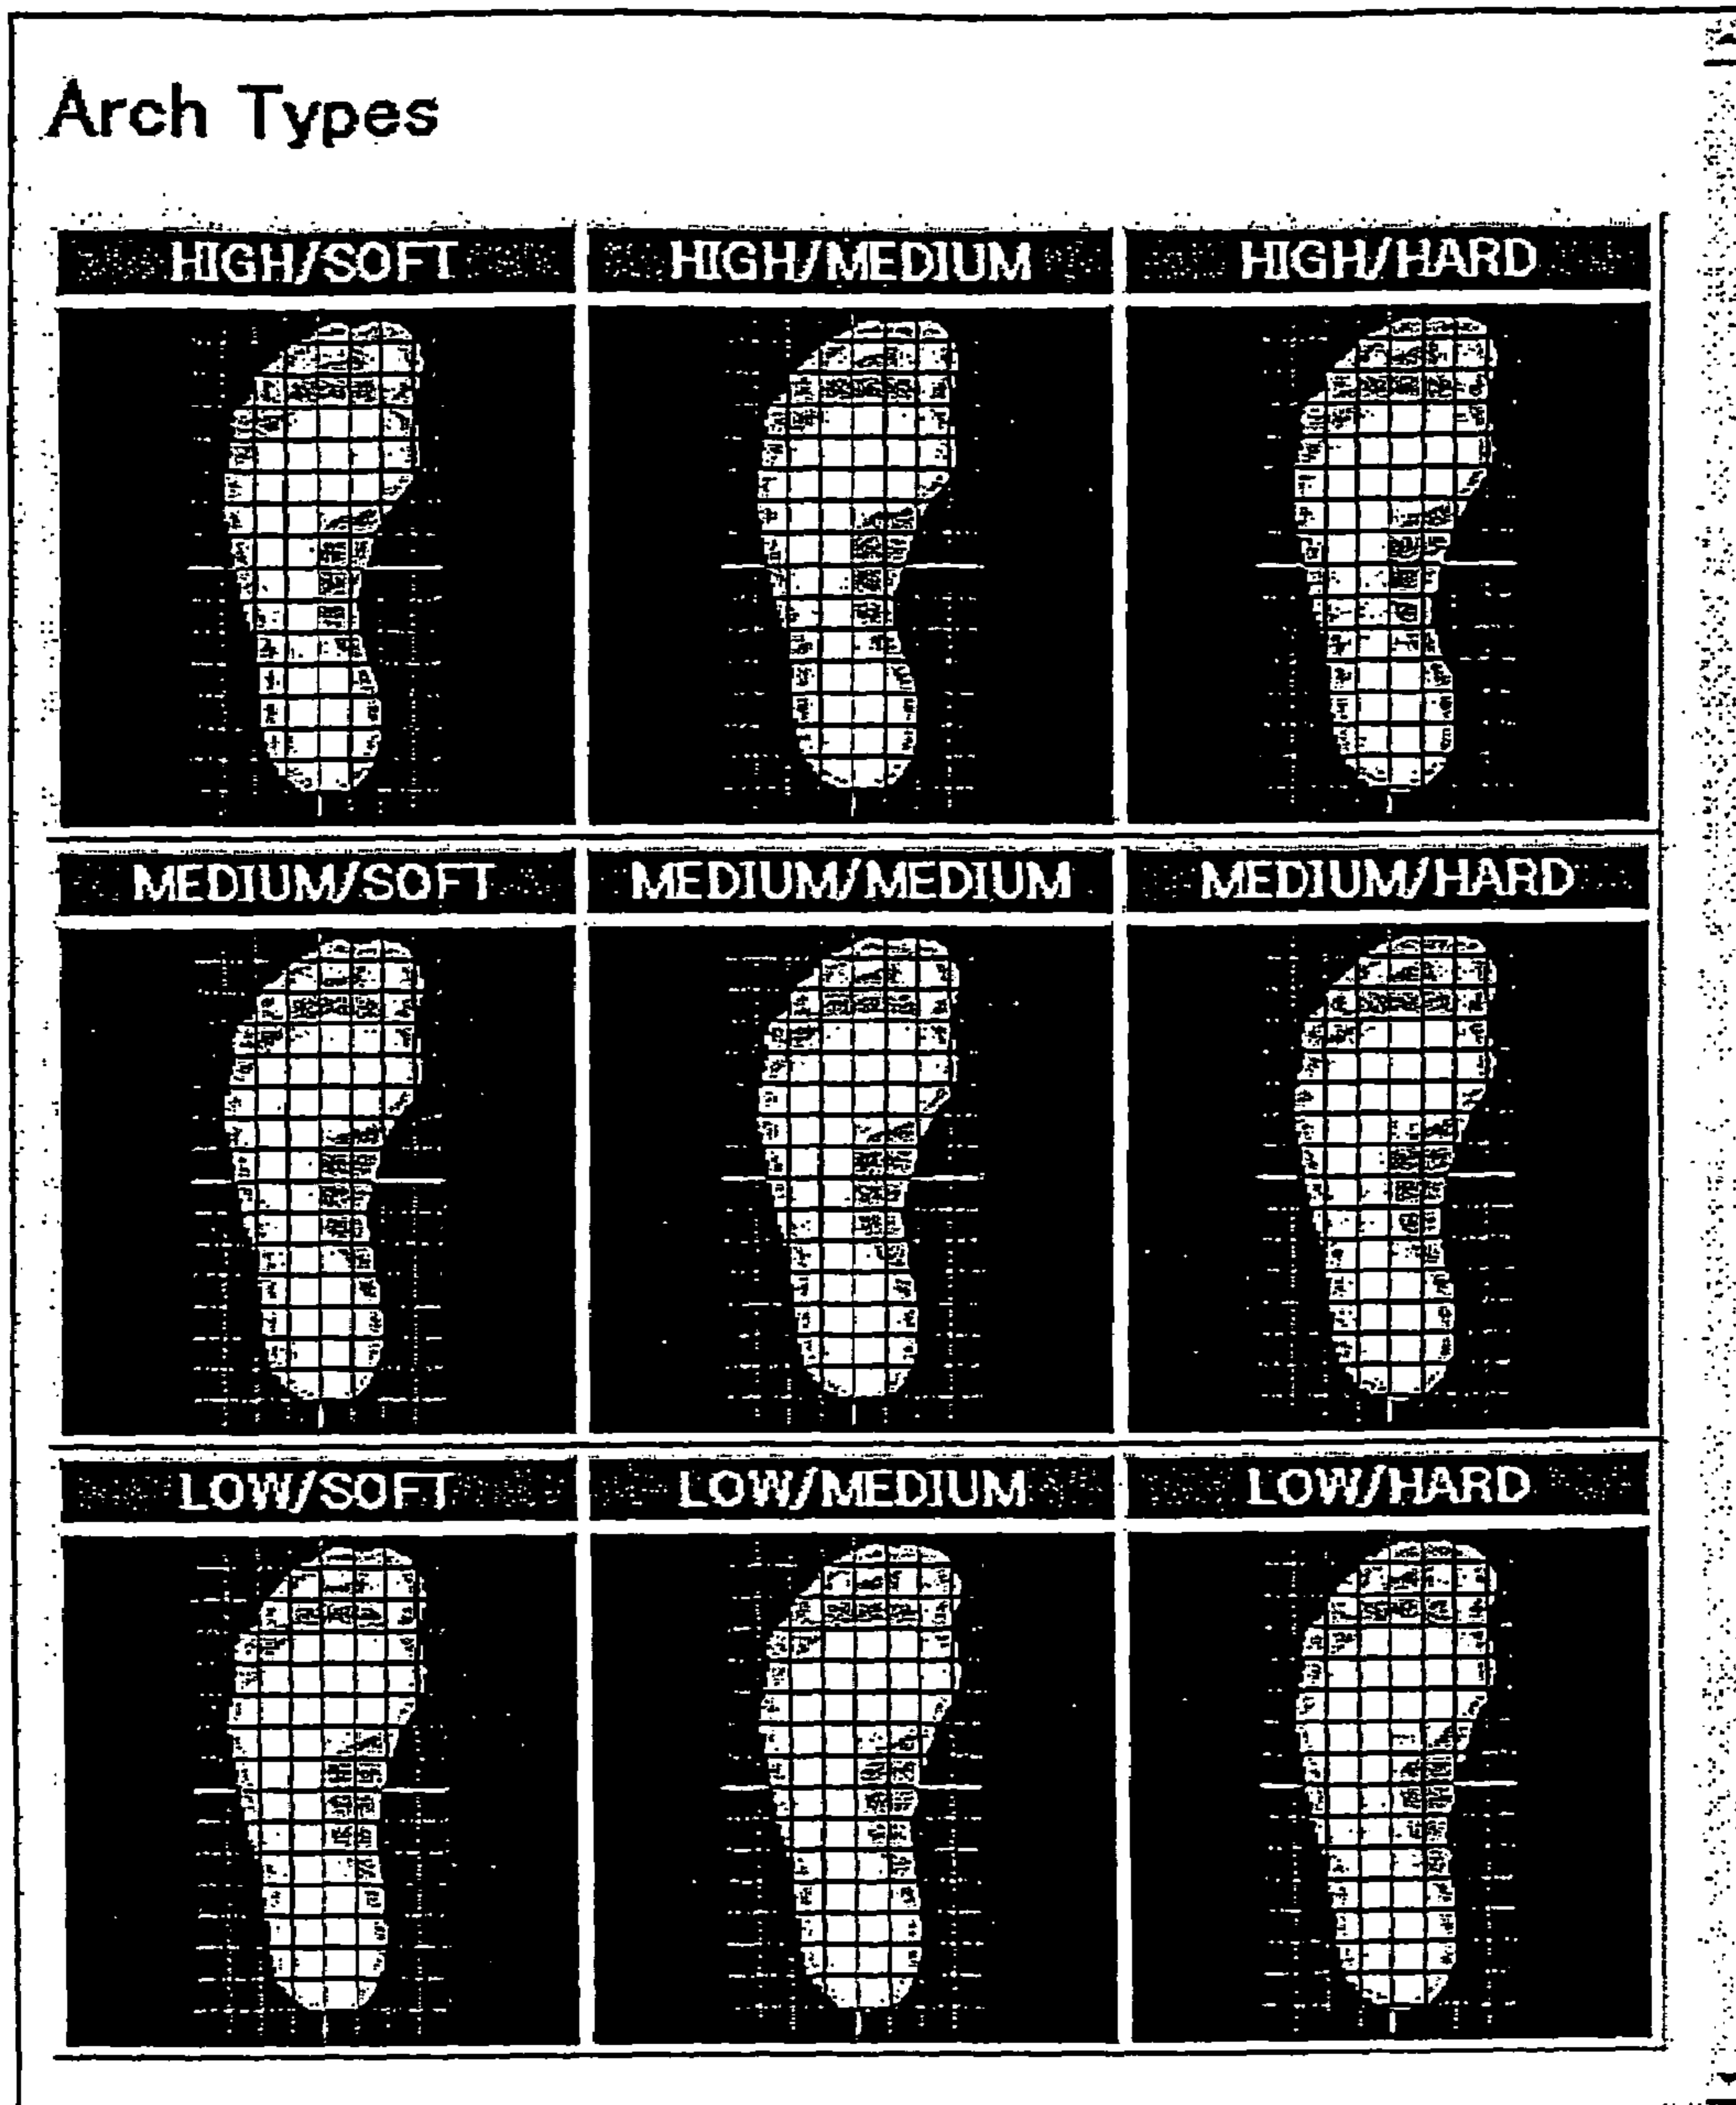 Arch Types
HIGH/SOFT HIGH/MEDIUM HIGH/HARD
MEDIUM/SOFT MEDIUM/MEDIUM MEDIUM/HARD
LOW/SOFT LOW/MEDIUM LOW/HARD